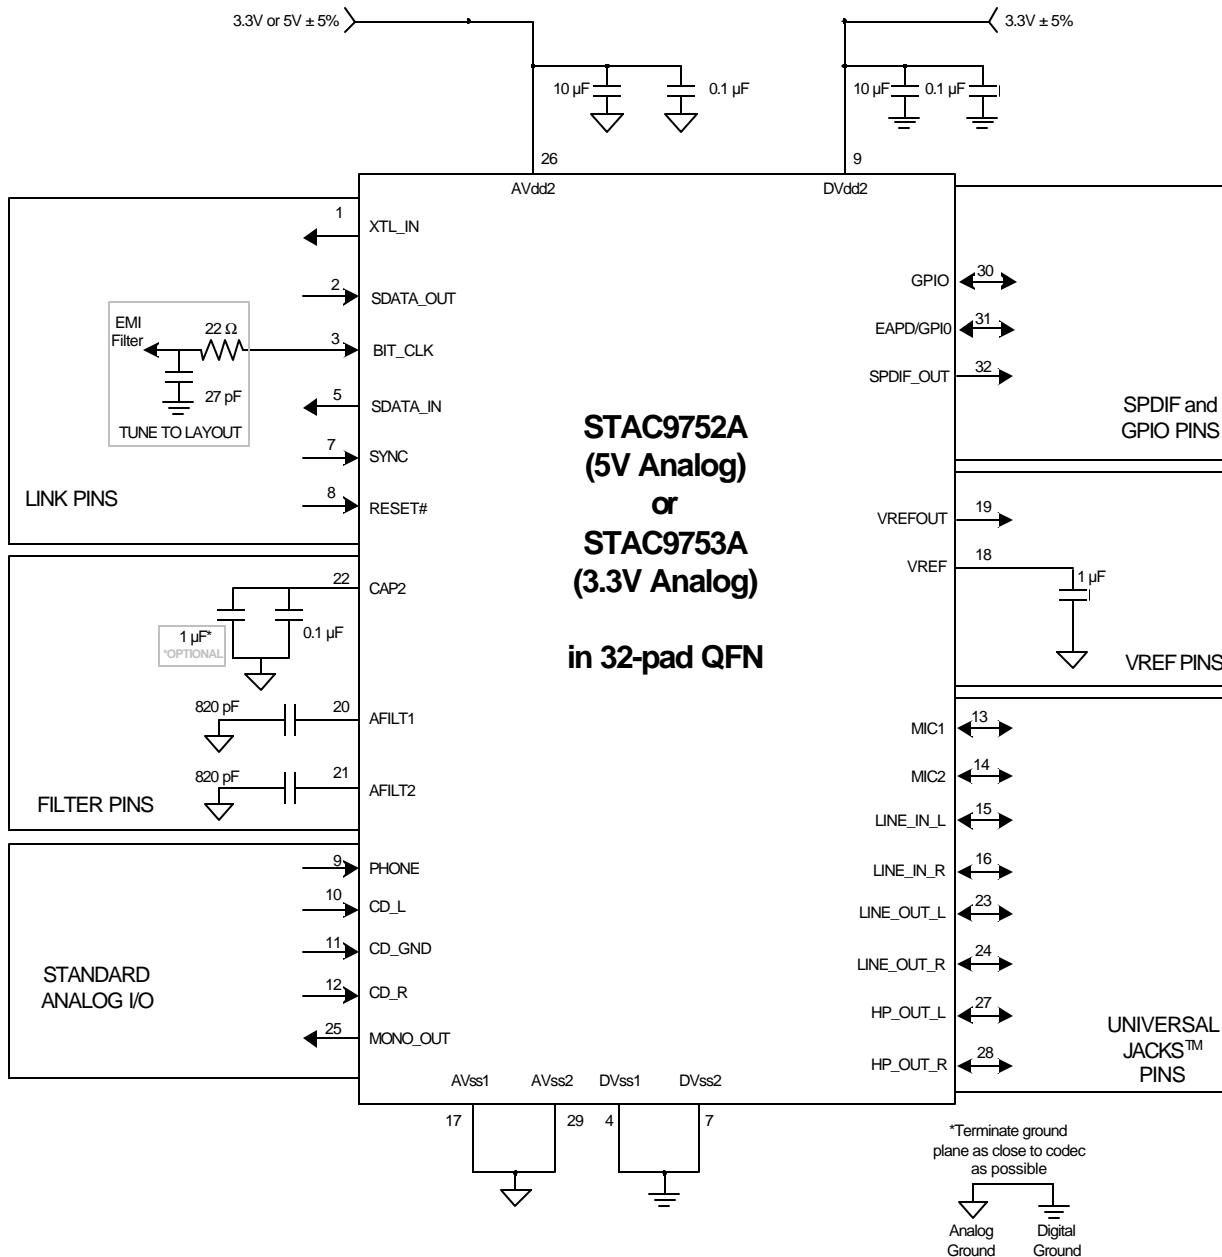 3.3V or 5V ± 5%
3.3V ± 5%
10 µF
0.1 µF
10 µF
0.1 µF
26
9
AVdd2
DVdd2
1
XTL_IN
2
SDATA_OUT
EMI
Filter
22 Ω
3
BIT_CLK
27 pF
TUNE TO LAYOUT
5
SDATA_IN
7
SYNC
8
RESET#
LINK PINS
22
CAP2
1 µF*
*OPTIONAL
0.1 µF
820 pF
20
AFILT1
820 pF
21
AFILT2
FILTER PINS
9
PHONE
10
CD_L
11
CD_GND
12
CD_R
25
MONO_OUT
STANDARD
ANALOG I/O
STAC9752A
(5V Analog)
or
STAC9753A
(3.3V Analog)
in 32-pad QFN
GPIO
30
EAPD/GPI0
31
SPDIF_OUT
32
SPDIF and
GPIO PINS
VREFOUT
19
VREF
18
1 µF
VREF PINS
MIC1
13
MIC2
14
LINE_IN_L
15
LINE_IN_R
16
LINE_OUT_L
23
LINE_OUT_R
24
HP_OUT_L
27
HP_OUT_R
28
UNIVERSAL
JACKS™
PINS
AVss1
AVss2
DVss1
DVss2
17
29
4
7
*Terminate ground
plane as close to codec
as possible
Analog
Ground
Digital
Ground